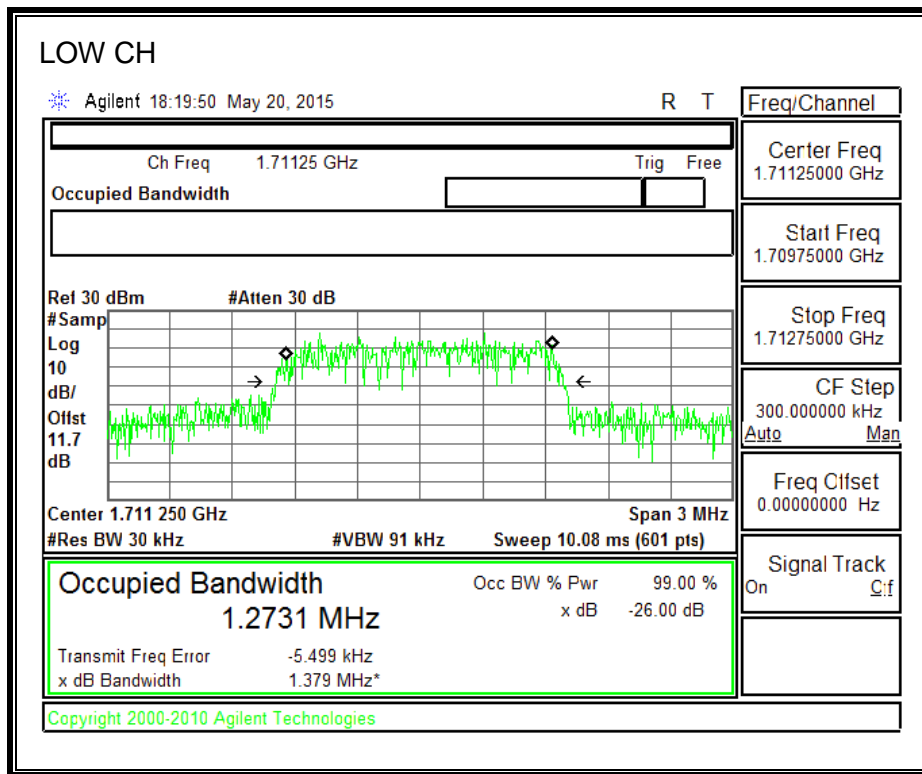 LOW CH
Agilent 18:19:50 May 20, 2015 R T Freq/Channel
Ch Freq 1.71125 GHz Trig Free
Occupied Bandwidth
Center Freq
1.71125000 GHz
Start Freq
1.70975000 GHz
Stop Freq
1.71275000 GHz
CF Step
300.000000 kHz
Auto Man
Freq Offset
0.00000000 Hz
Signal Track
On Off
Ref 30 dBm #Atten 30 dB
#Samp
Log
10
dB/
Offst
11.7
dB
Center 1.711 250 GHz Span 3 MHz
#Res BW 30 kHz #VBW 91 kHz Sweep 10.08 ms (601 pts)
Occupied Bandwidth Occ BW % Pwr 99.00 %
1.2731 MHz x dB -26.00 dB
Transmit Freq Error -5.499 kHz
x dB Bandwidth 1.379 MHz*
Copyright 2000-2010 Agilent Technologies